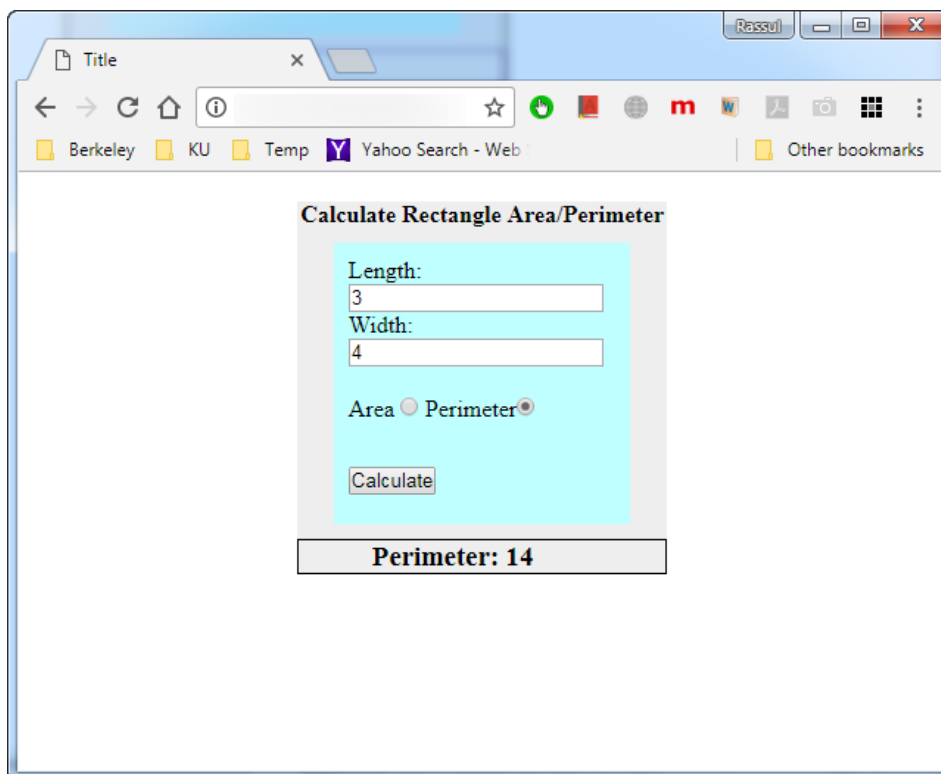 Rassul
Title
Berkeley KU Temp Yahoo Search - Web Other bookmarks
Calculate Rectangle Area/Perimeter
Length:
3
Width:
4
Area Perimeter
Calculate
Perimeter: 14